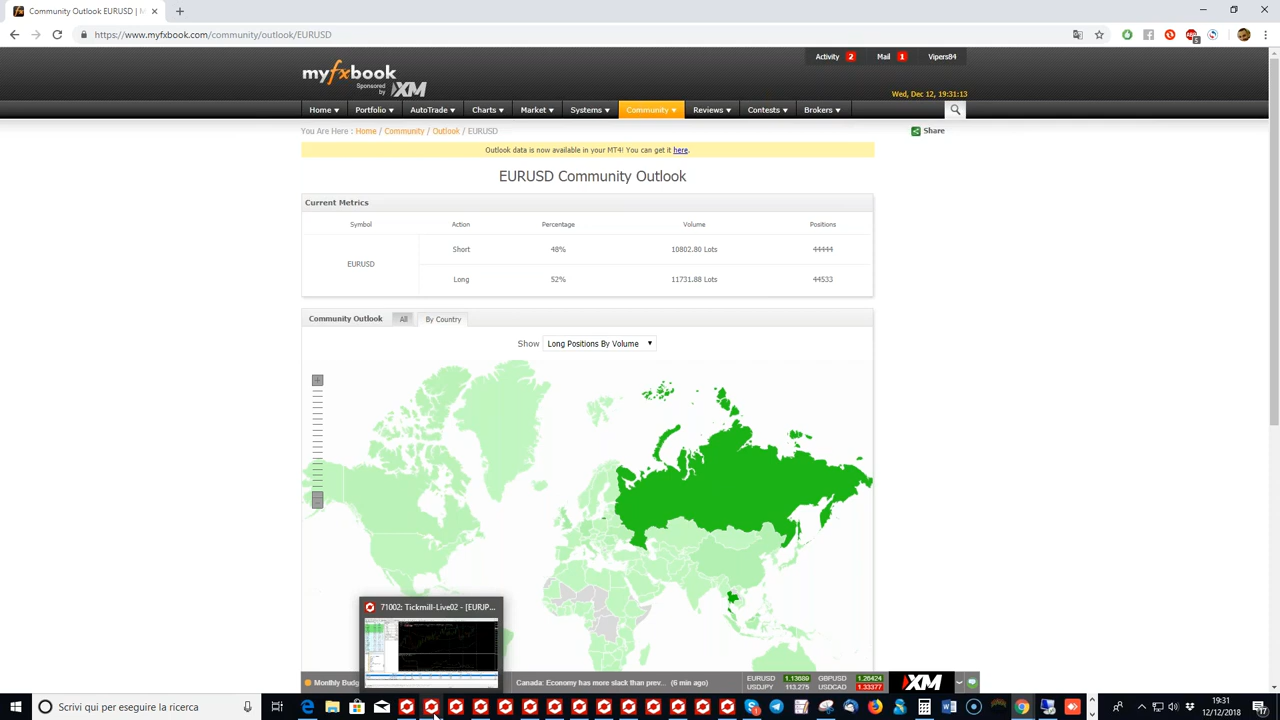 Community Outlook EURUSD | M
https://www.myfxbook.com/community/outlook/EURUSD
5
Activity 2 Mail 1 Vipers84
myfxbook
Sponsored by XM
Wed, Dec 12, 19:31:13
Home Portfolio AutoTrade Charts Market Systems Community Reviews Contests Brokers
You Are Here : Home / Community / Outlook / EURUSD
Share
Outlook data is now available in your MT4! You can get it here.
EURUSD Community Outlook
Current Metrics
Symbol Action Percentage Volume Positions
Short 48% 10802.80 Lots 44444
EURUSD
Long 52% 11731.88 Lots 44533
Community Outlook All By Country
Show Long Positions By Volume
71002: Tickmill-Live02 - [EURJP...
Monthly Budg
Canada: Economy has more slack than prev... (6 min ago)
EURUSD 1.13689 GBPUSD 1.26424
USDJPY 113.275 USDCAD 1.33377
XM
Scrivi qui per eseguire la ricerca
19:31
12/12/2018